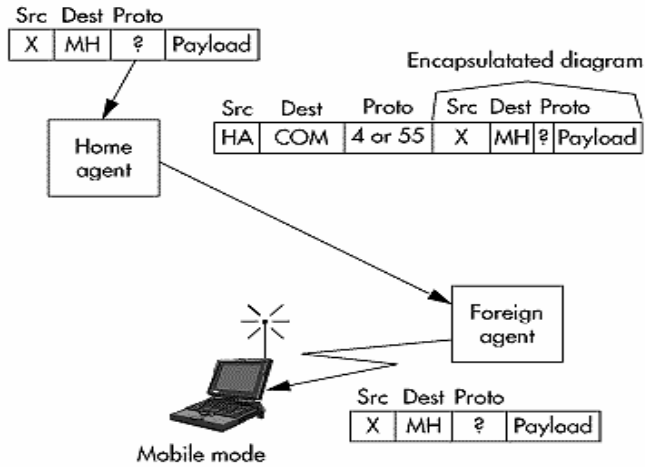 Src Dest Proto
X MH ? Payload
Encapsulatated diagram
Src Dest Proto Src Dest Proto
HA COM 4 or 55 X MH ? Payload
Home
agent
Foreign
agent
Mobile mode
Src Dest Proto
X MH ? Payload